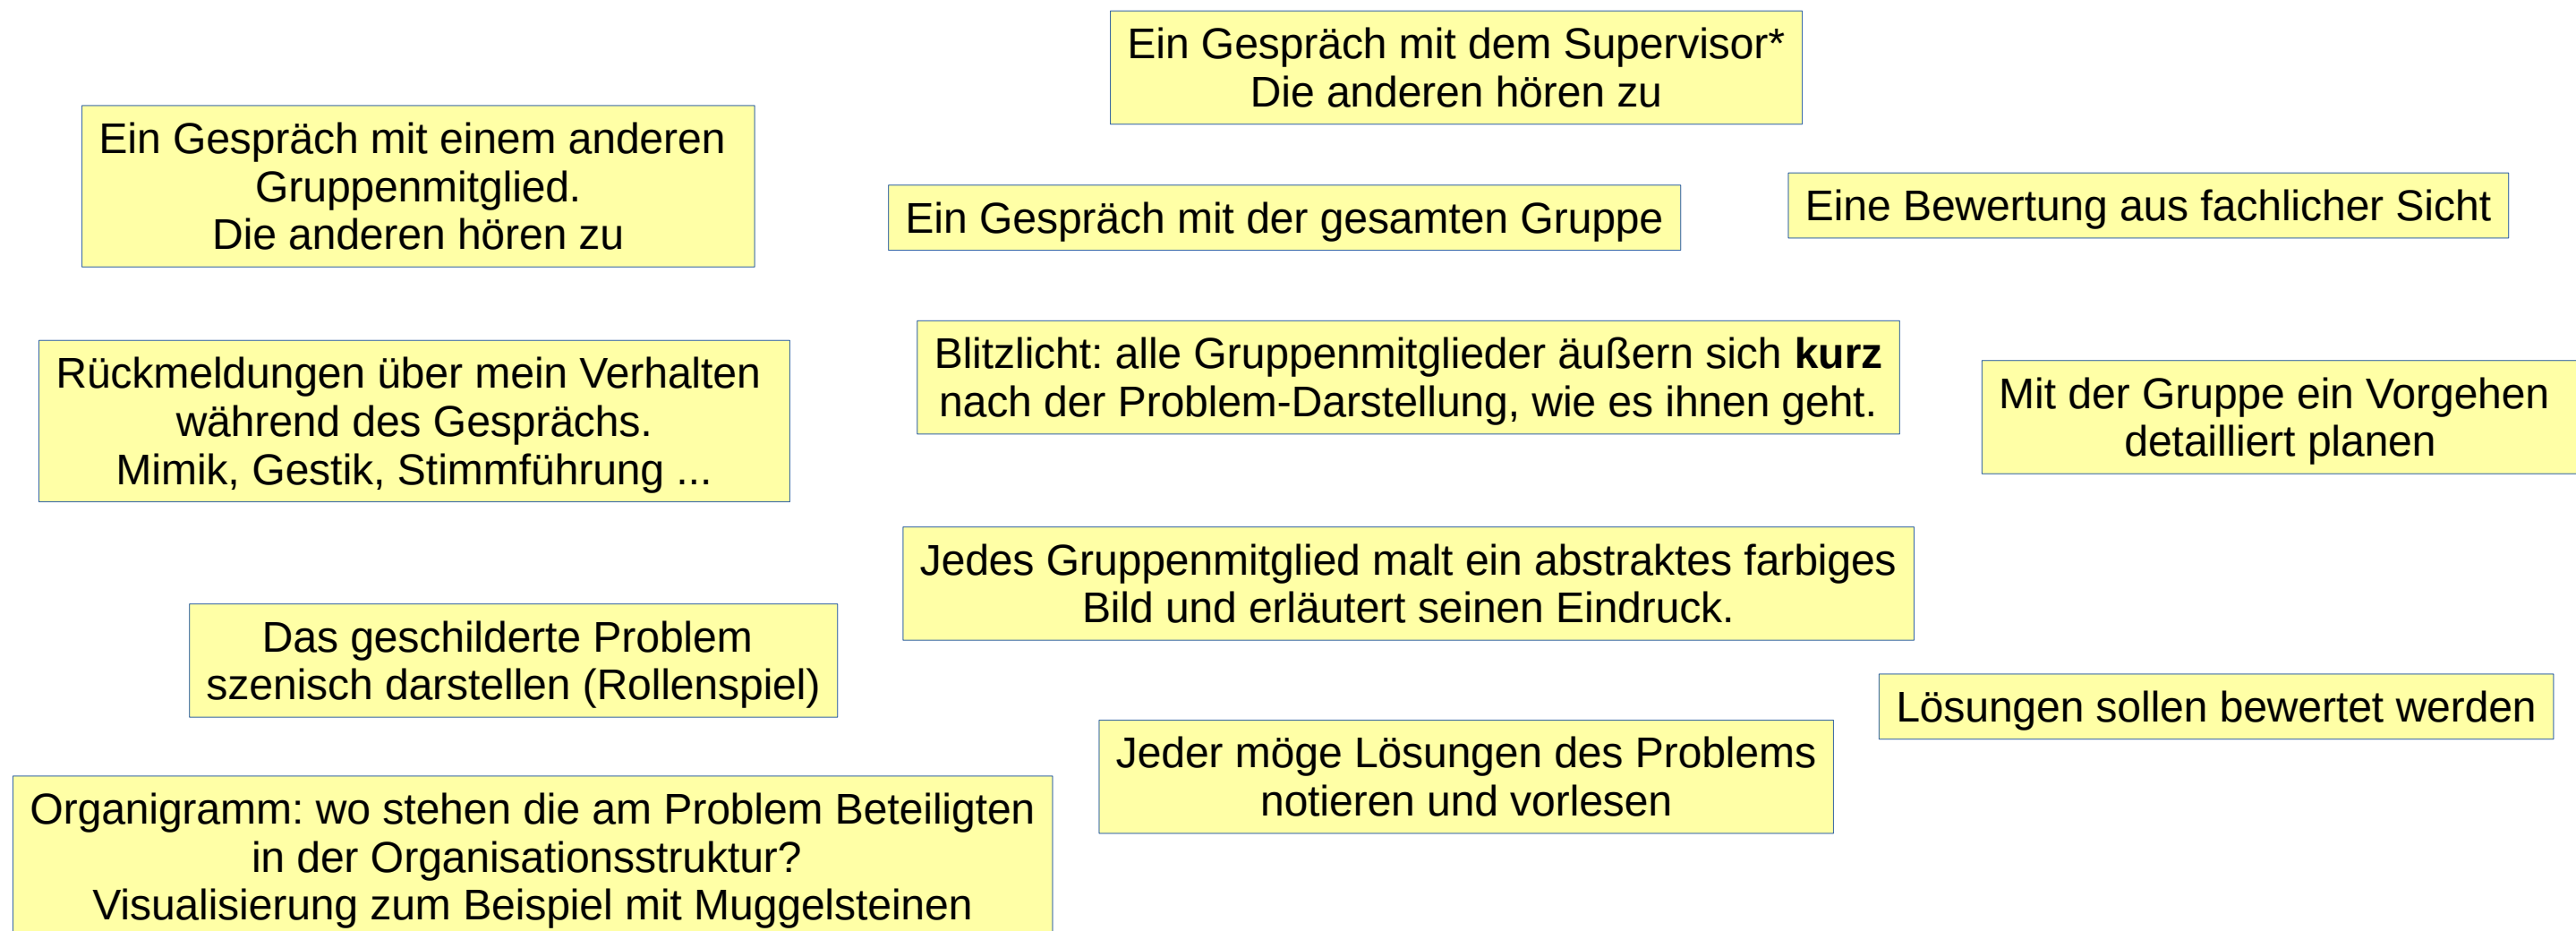 Ein Gespräch mit dem Supervisor*
Die anderen hören zu
Ein Gespräch mit einem anderen
Gruppenmitglied.
Die anderen hören zu
Ein Gespräch mit der gesamten Gruppe
Eine Bewertung aus fachlicher Sicht
Rückmeldungen über mein Verhalten
während des Gesprächs.
Mimik, Gestik, Stimmführung ...
Blitzlicht: alle Gruppenmitglieder äußern sich kurz
nach der Problem-Darstellung, wie es ihnen geht.
Mit der Gruppe ein Vorgehen
detailliert planen
Jedes Gruppenmitglied malt ein abstraktes farbiges
Bild und erläutert seinen Eindruck.
Das geschilderte Problem
szenisch darstellen (Rollenspiel)
Lösungen sollen bewertet werden
Jeder möge Lösungen des Problems
notieren und vorlesen
Organigramm: wo stehen die am Problem Beteiligten
in der Organisationsstruktur?
Visualisierung zum Beispiel mit Muggelsteinen